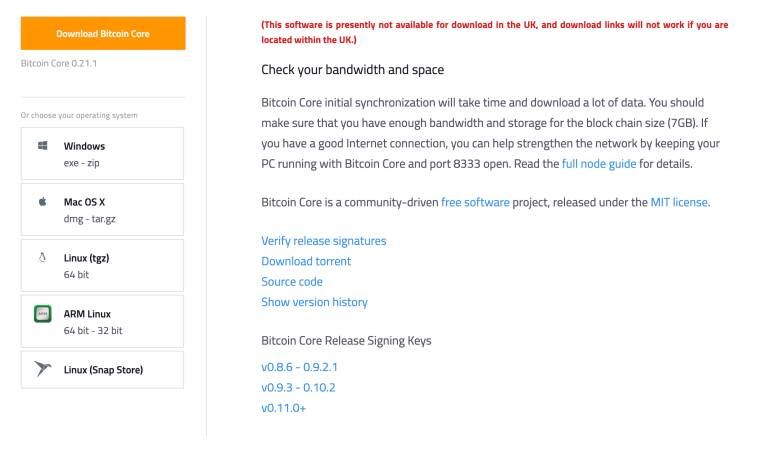 Download Bitcoin Core
Bitcoin Core 0.21.1
Or choose your operating system
Windows
exe - zip
Mac OS X
dmg - tar.gz
Linux (tgz)
64 bit
ARM Linux
64 bit - 32 bit
Linux (Snap Store)
(This software is presently not available for download in the UK, and download links will not work if you are
located within the UK.)
Check your bandwidth and space
Bitcoin Core initial synchronization will take time and download a lot of data. You should
make sure that you have enough bandwidth and storage for the block chain size (7GB). If
you have a good Internet connection, you can help strengthen the network by keeping your
PC running with Bitcoin Core and port 8333 open. Read the full node guide for details.
Bitcoin Core is a community-driven free software project, released under the MIT license.
Verify release signatures
Download torrent
Source code
Show version history
Bitcoin Core Release Signing Keys
v0.8.6 - 0.9.2.1
v0.9.3 - 0.10.2
v0.11.0+